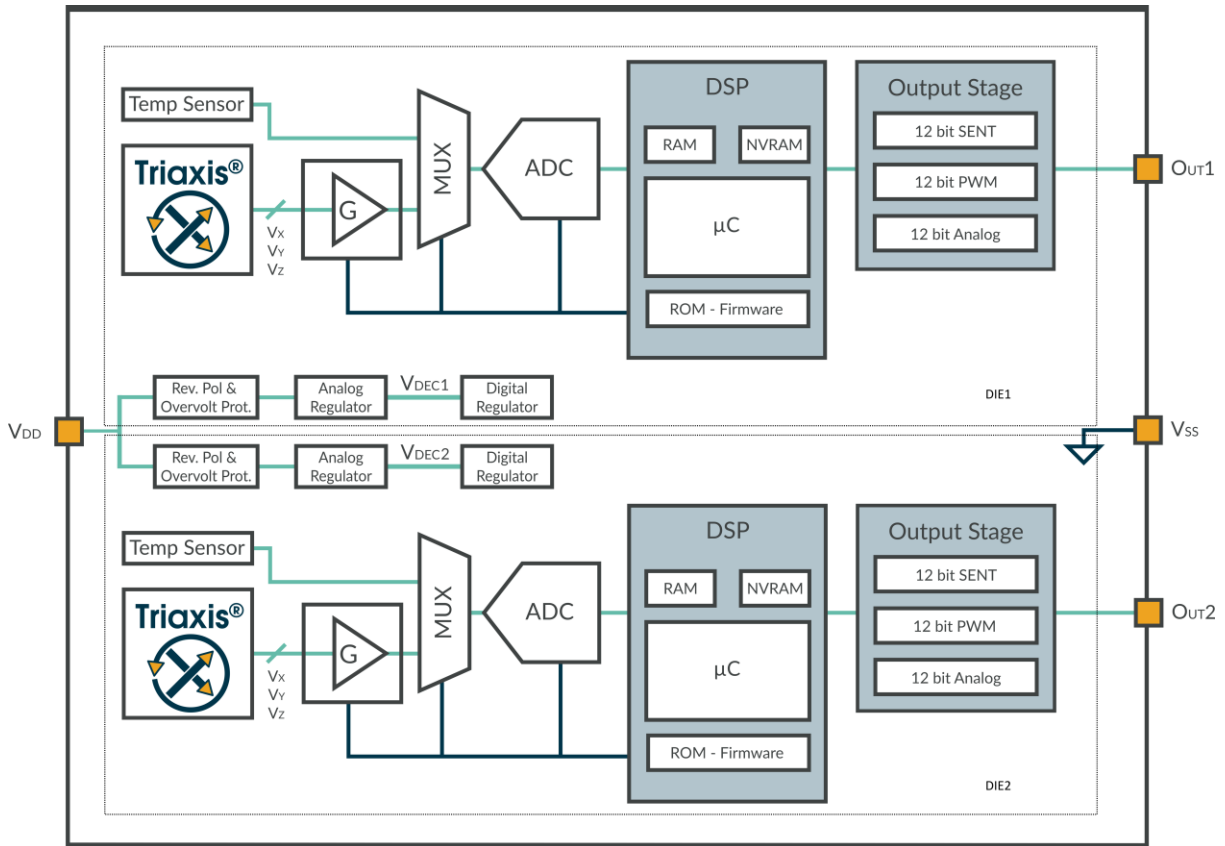 Temp Sensor
Triaxis®
VX
VY
VZ
G
MUX
ADC
DSP
RAM
NVRAM
µC
ROM - Firmware
Output Stage
12 bit SENT
12 bit PWM
12 bit Analog
OUT1
Rev. Pol &
Overvolt Prot.
Analog
Regulator
VDEC1
Digital
Regulator
DIE1
VDD
VSS
Rev. Pol &
Overvolt Prot.
Analog
Regulator
VDEC2
Digital
Regulator
Temp Sensor
Triaxis®
VX
VY
VZ
G
MUX
ADC
DSP
RAM
NVRAM
µC
ROM - Firmware
Output Stage
12 bit SENT
12 bit PWM
12 bit Analog
OUT2
DIE2